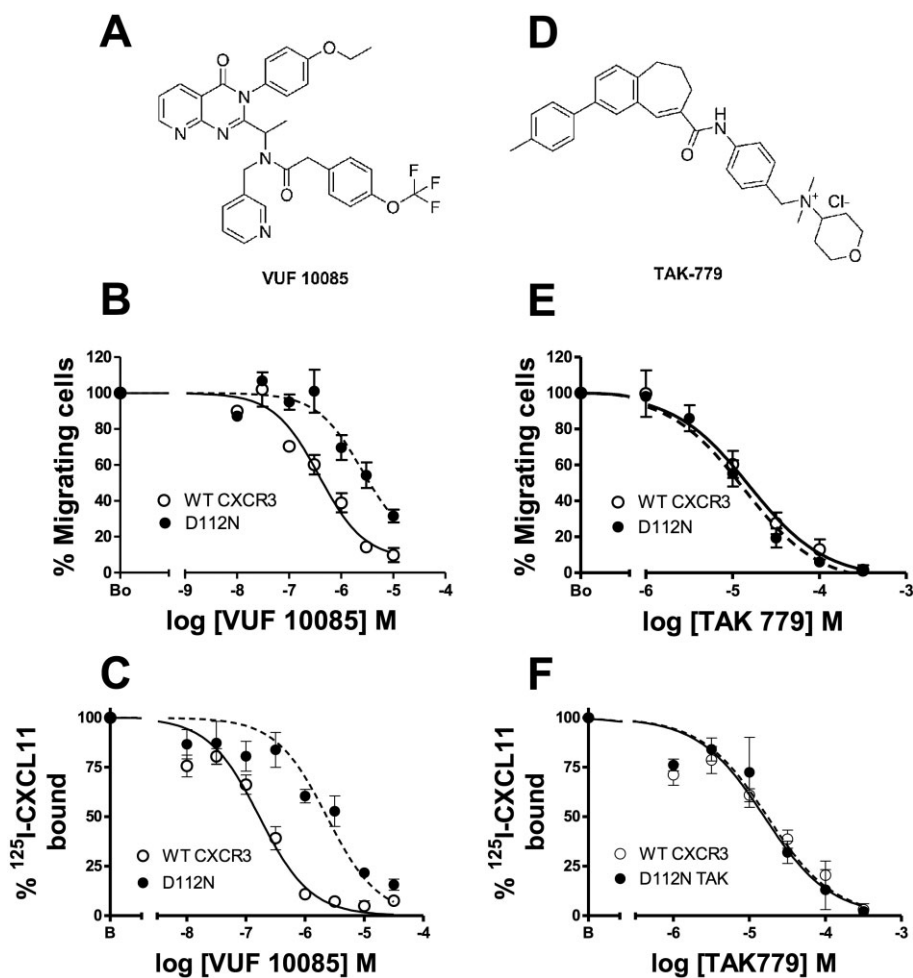 A
O
O
N
N
N
N
O
O
F
F
F
N
VUF 10085
D
H
N
O
N+
Cl-
O
TAK-779
B
% Migrating cells
120
100
80
60
40
20
0
WT CXCR3
D112N
Bo
-9
-8
-7
-6
-5
-4
log [VUF 10085] M
E
% Migrating cells
120
100
80
60
40
20
0
WT CXCR3
D112N
Bo
-6
-5
-4
-3
log [TAK 779] M
C
% ¹²⁵I-CXCL11
bound
100
75
50
25
0
WT CXCR3
D112N
B
-8
-7
-6
-5
-4
log [VUF 10085] M
F
% ¹²⁵I-CXCL11
bound
100
75
50
25
0
WT CXCR3
D112N TAK
B
-6
-5
-4
-3
log [TAK779] M